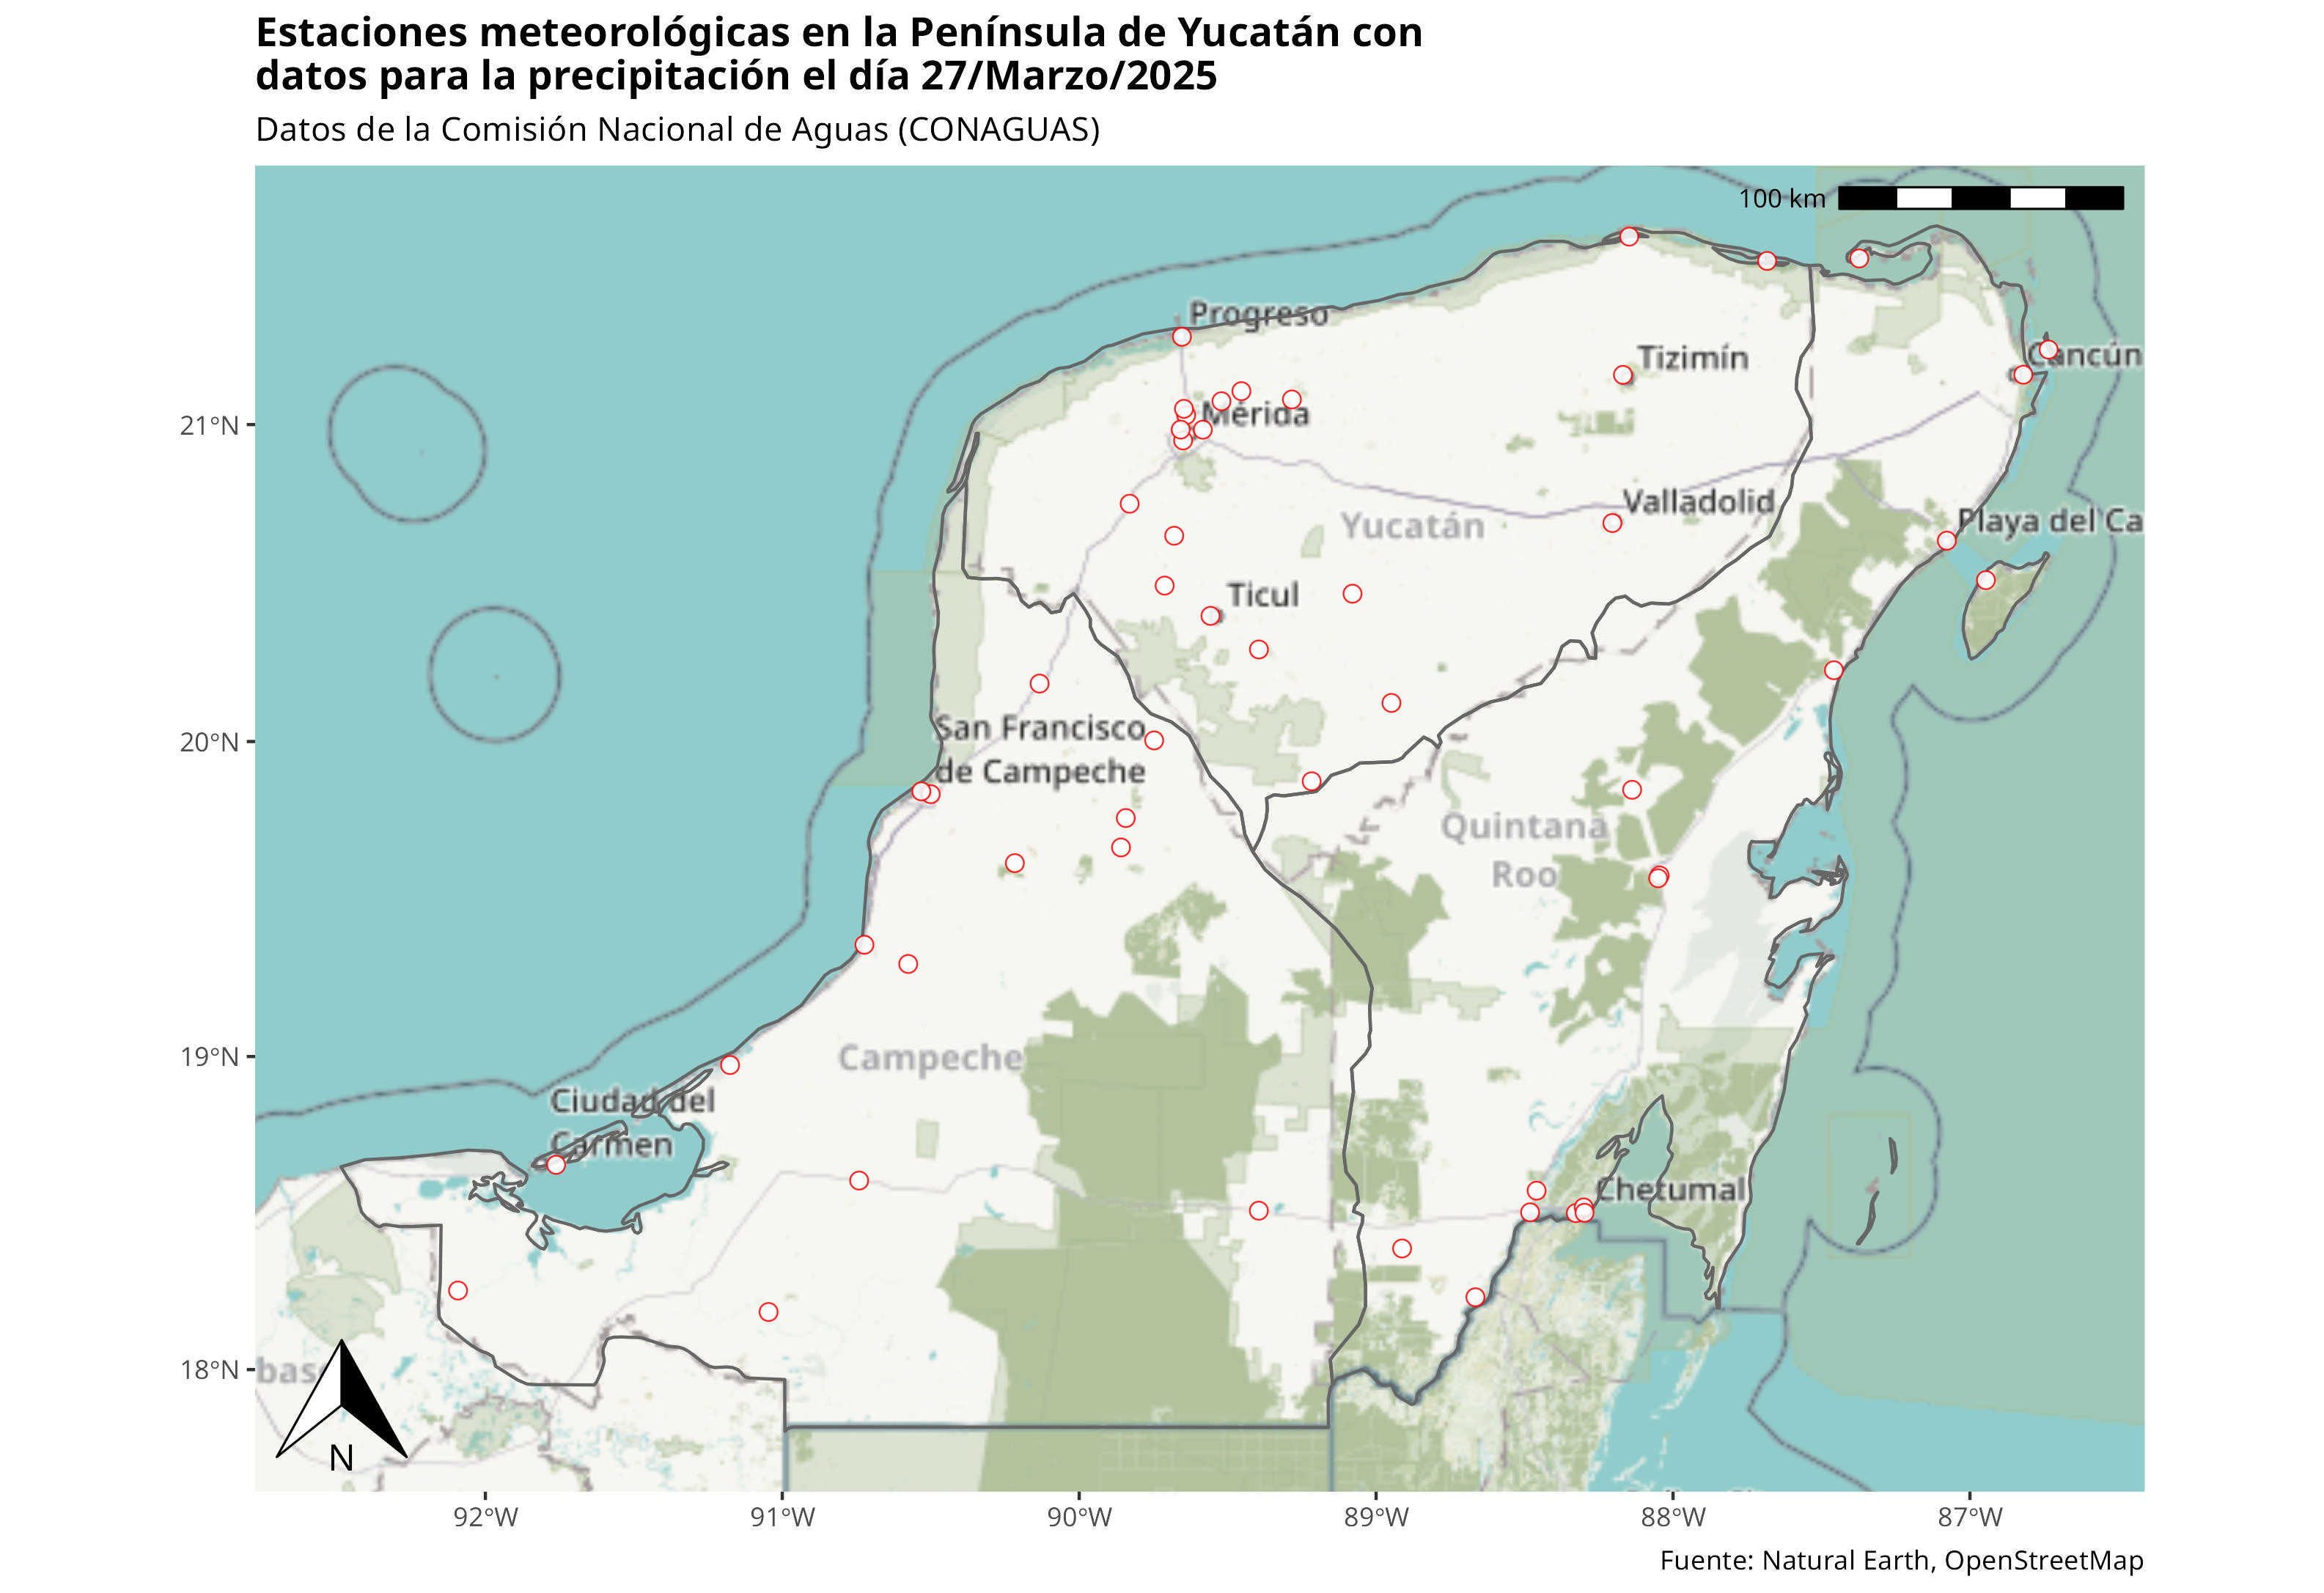 Estaciones meteorológicas en la Península de Yucatán con
datos para la precipitación el día 27/Marzo/2025
Datos de la Comisión Nacional de Aguas (CONAGUAS)
100 km
Progreso
Tizimín
Cancún
Mérida
21°N
Valladolid
Yucatán
Playa del Ca
Ticul
San Francisco
de Campeche
20°N
Quintana
Roo
19°N
Campeche
Ciudad del
Carmen
Chetumal
18°N
bas
N
92°W
91°W
90°W
89°W
88°W
87°W
Fuente: Natural Earth, OpenStreetMap